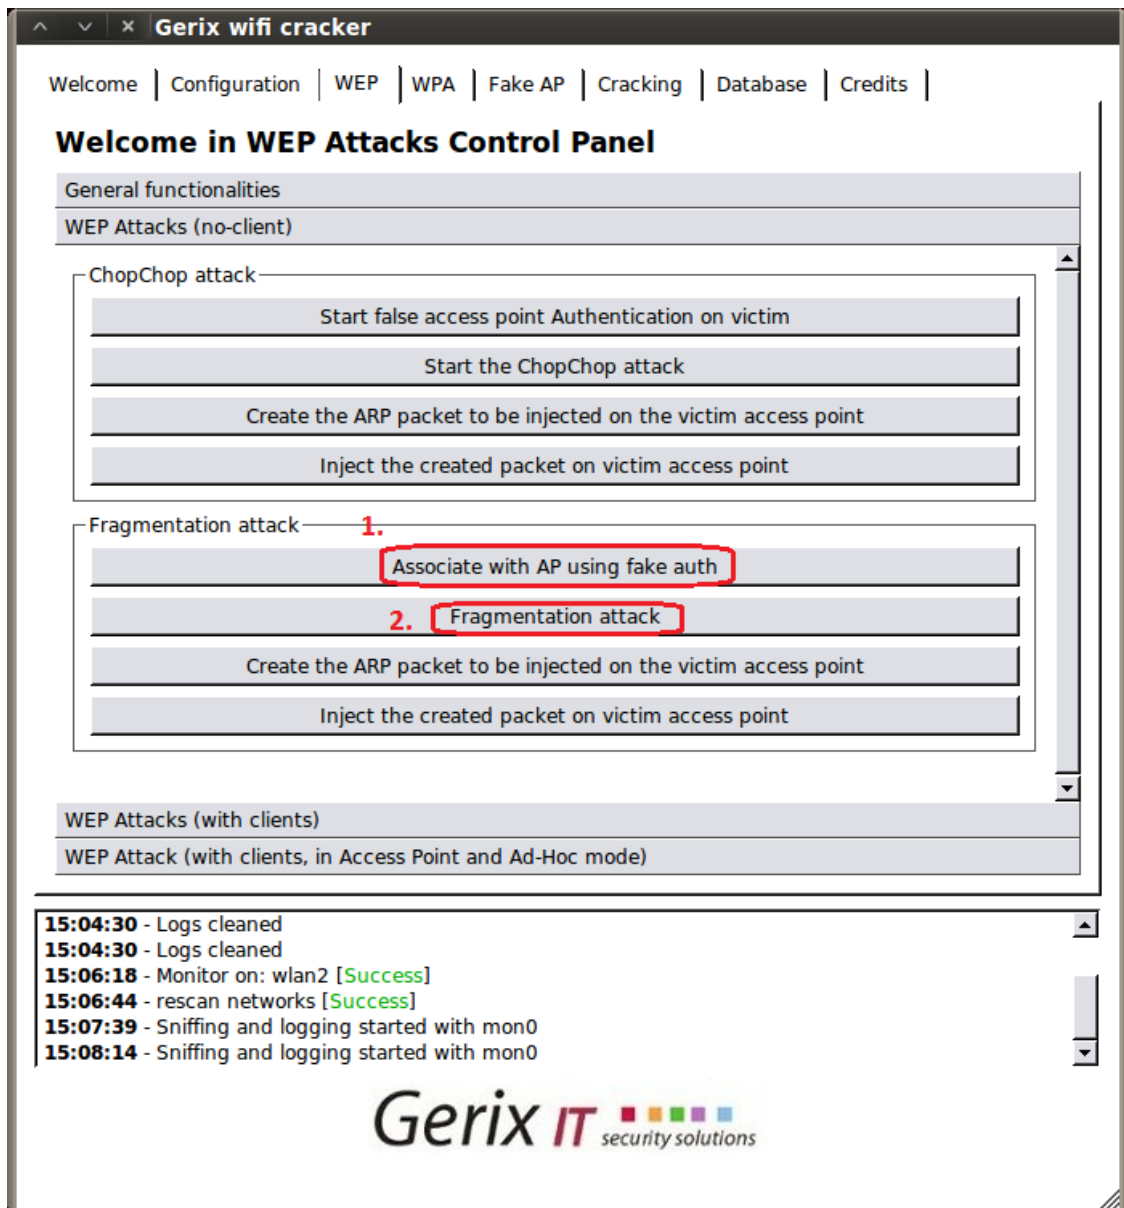 Gerix wifi cracker
Welcome Configuration WEP WPA Fake AP Cracking Database Credits
Welcome in WEP Attacks Control Panel
General functionalities
WEP Attacks (no-client)
ChopChop attack
Start false access point Authentication on victim
Start the ChopChop attack
Create the ARP packet to be injected on the victim access point
Inject the created packet on victim access point
Fragmentation attack 1.
Associate with AP using fake auth
2. Fragmentation attack
Create the ARP packet to be injected on the victim access point
Inject the created packet on victim access point
WEP Attacks (with clients)
WEP Attack (with clients, in Access Point and Ad-Hoc mode)
15:04:30 - Logs cleaned
15:04:30 - Logs cleaned
15:06:18 - Monitor on: wlan2 [Success]
15:06:44 - rescan networks [Success]
15:07:39 - Sniffing and logging started with mon0
15:08:14 - Sniffing and logging started with mon0
Gerix IT security solutions